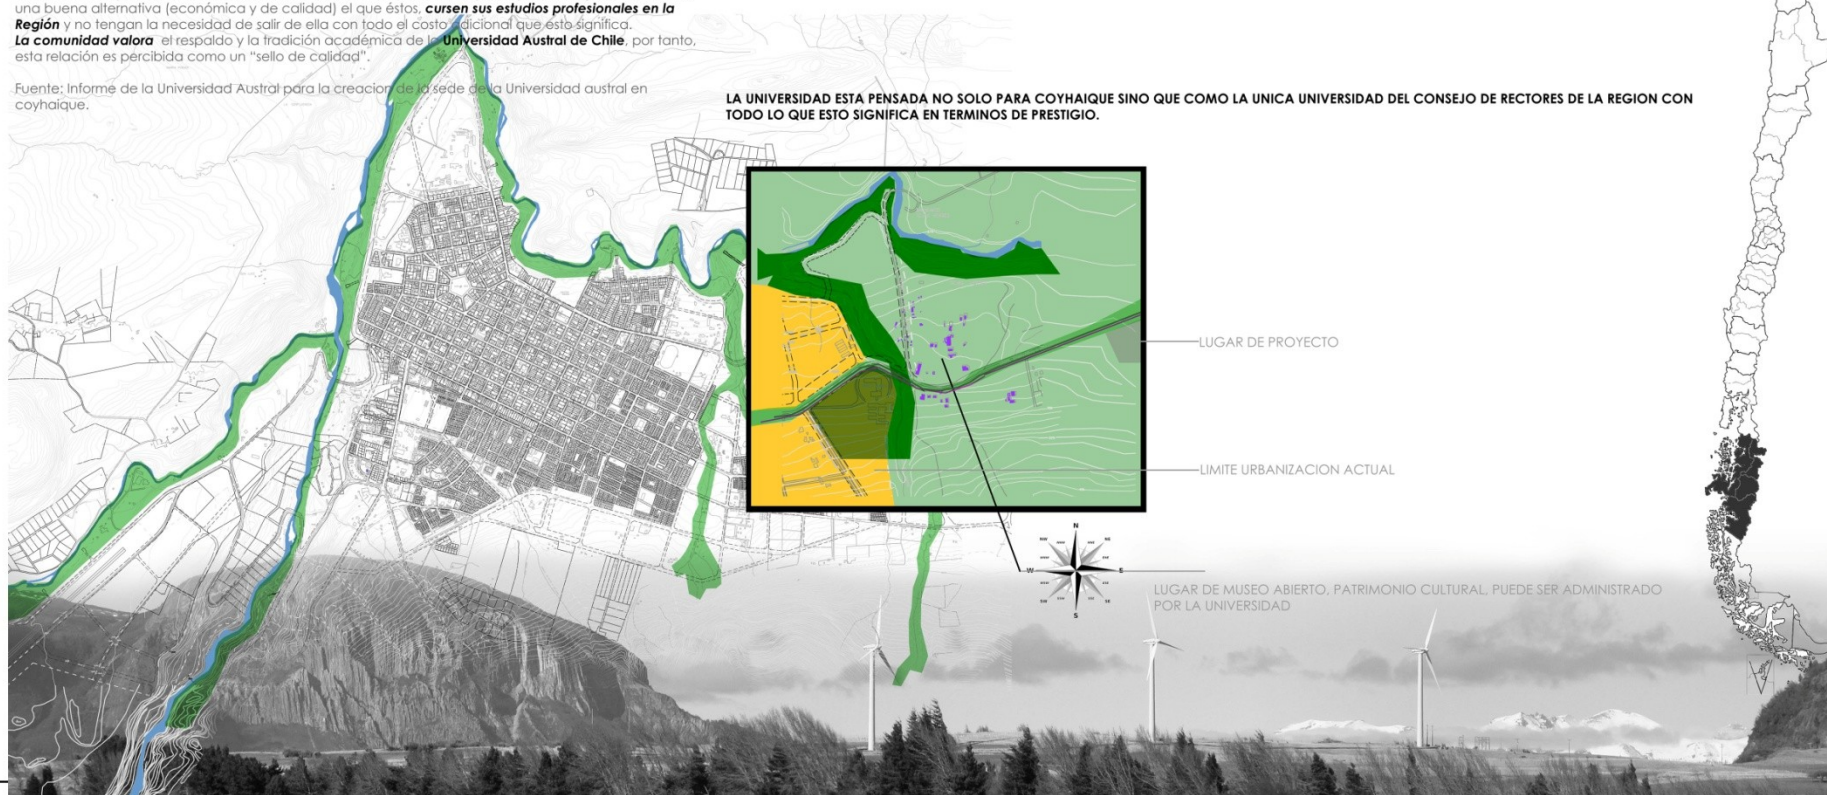 una buena alternativa (económica y de calidad) el que éstos, cursen sus estudios profesionales en la
Región y no tengan la necesidad de salir de ella con todo el costo adicional que esto significa.
La comunidad valora el respaldo y la tradición académica de la Universidad Austral de Chile, por tanto,
esta relación es percibida como un “sello de calidad”.
Fuente: Informe de la Universidad Austral para la creacion de la sede de la Universidad austral en
coyhaique.
LA UNIVERSIDAD ESTA PENSADA NO SOLO PARA COYHAIQUE SINO QUE COMO LA UNICA UNIVERSIDAD DEL CONSEJO DE RECTORES DE LA REGION CON
TODO LO QUE ESTO SIGNIFICA EN TERMINOS DE PRESTIGIO.
LUGAR DE PROYECTO
LIMITE URBANIZACION ACTUAL
N
NW
NE
W
E
SW
SE
S
LUGAR DE MUSEO ABIERTO, PATRIMONIO CULTURAL, PUEDE SER ADMINISTRADO
POR LA UNIVERSIDAD